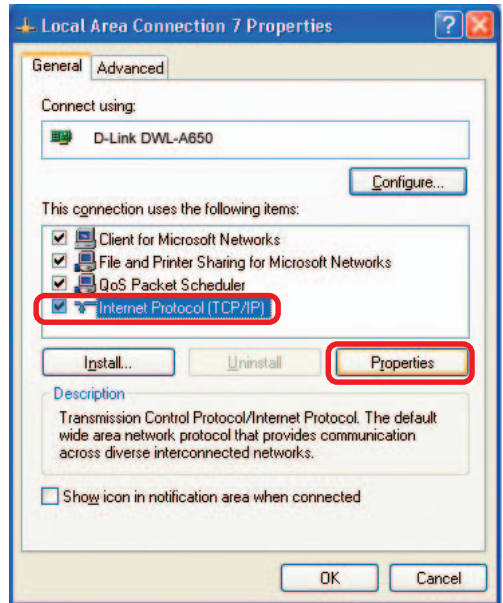 Local Area Connection 7 Properties
General Advanced
Connect using:
D-Link DWL-A650
Configure...
This connection uses the following items:
Client for Microsoft Networks
File and Printer Sharing for Microsoft Networks
QoS Packet Scheduler
Internet Protocol (TCP/IP)
Install... Uninstall Properties
Description
Transmission Control Protocol/Internet Protocol. The default
wide area network protocol that provides communication
across diverse interconnected networks.
Show icon in notification area when connected
OK Cancel